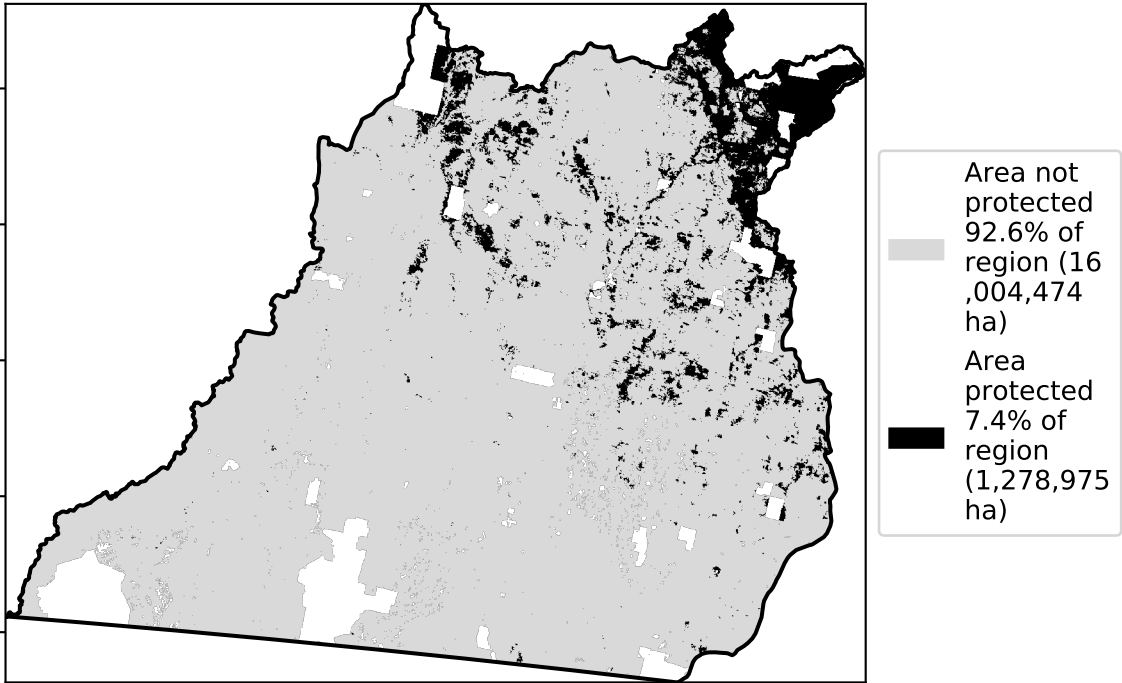 Area not
protected
92.6% of
region (16
,004,474
ha)
Area
protected
7.4% of
region
(1,278,975
ha)